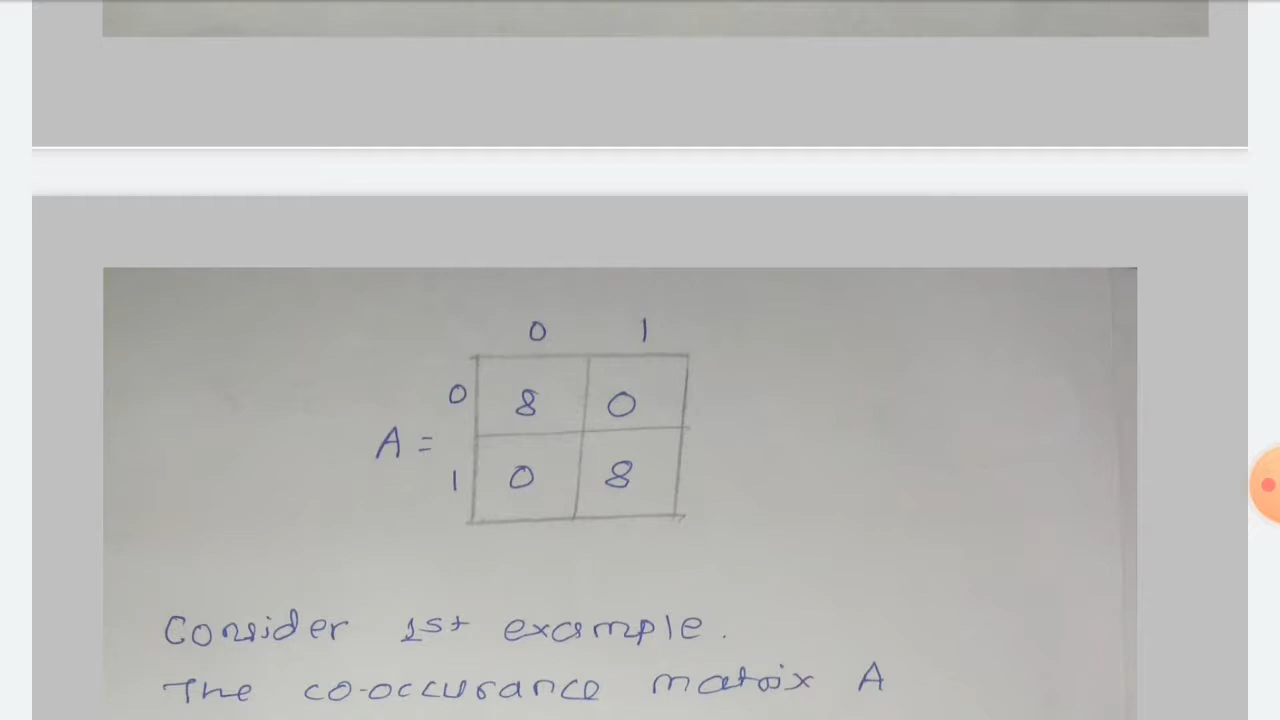 0 1
0 8 0
A =
1 0 8
Consider 1st example.
The co-occurance matrix A